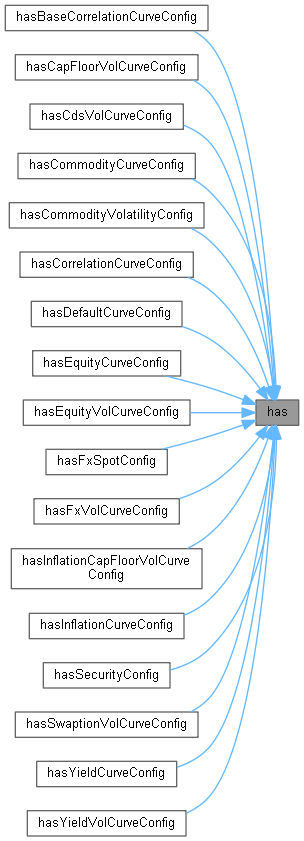 hasBaseCorrelationCurveConfig
hasCapFloorVolCurveConfig
hasCdsVolCurveConfig
hasCommodityCurveConfig
hasCommodityVolatilityConfig
hasCorrelationCurveConfig
hasDefaultCurveConfig
hasEquityCurveConfig
hasEquityVolCurveConfig
has
hasFxSpotConfig
hasFxVolCurveConfig
hasInflationCapFloorVolCurve
Config
hasInflationCurveConfig
hasSecurityConfig
hasSwaptionVolCurveConfig
hasYieldCurveConfig
hasYieldVolCurveConfig